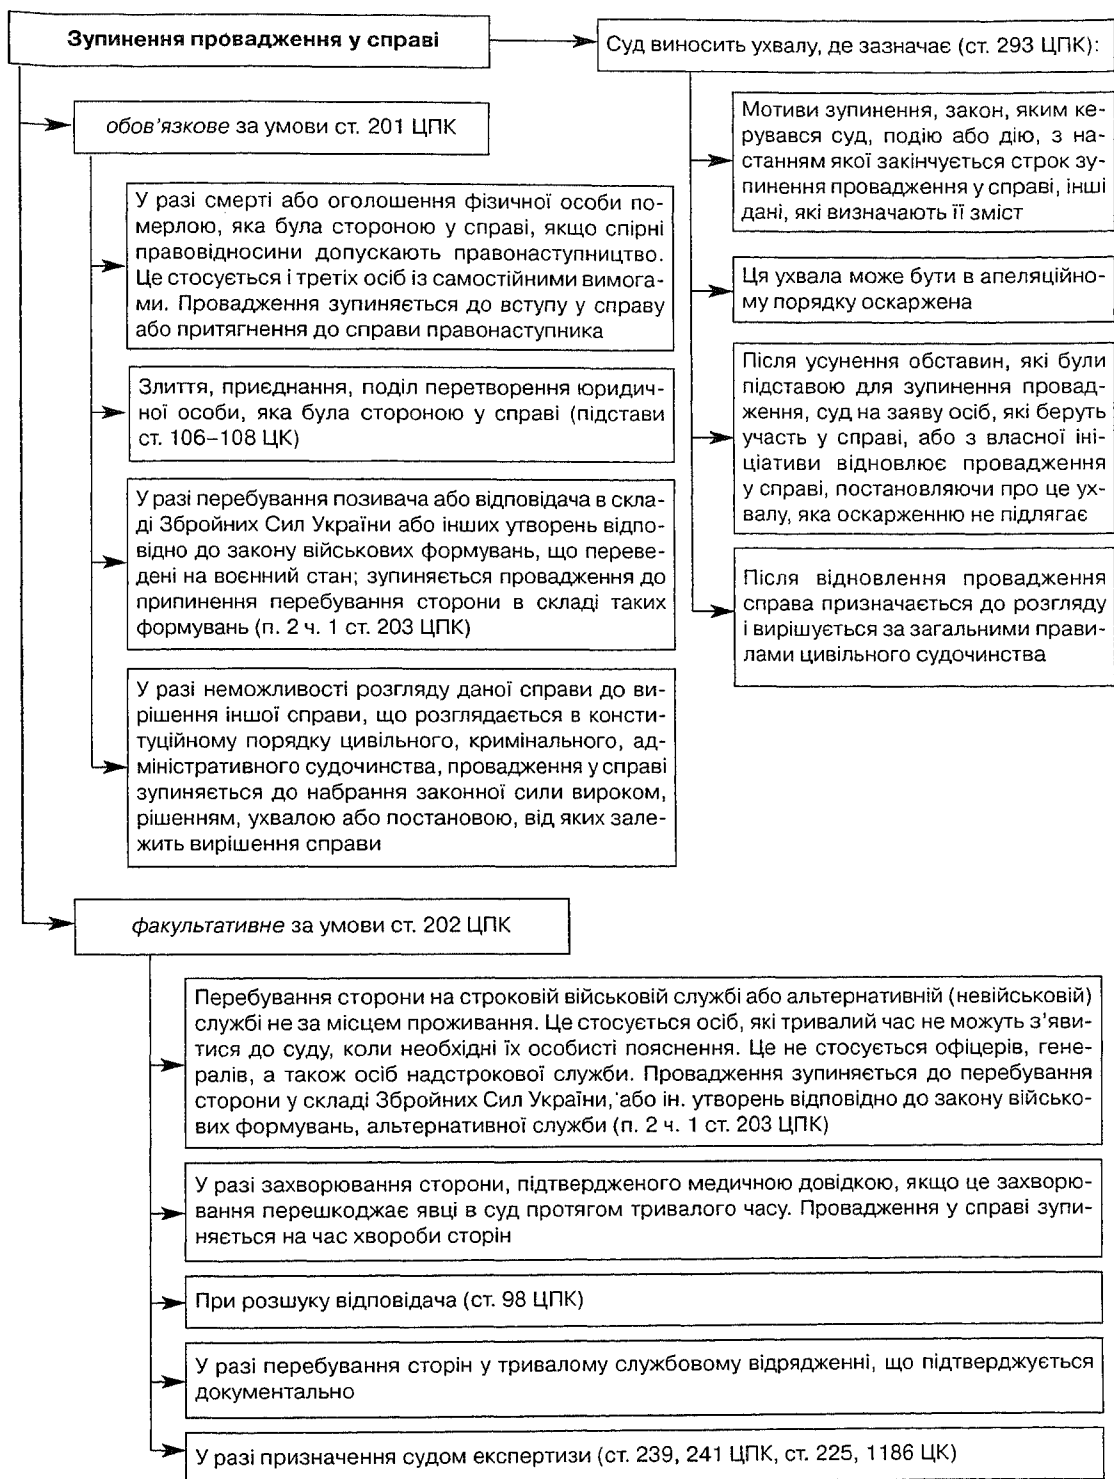 Зупинення провадження у справі
Суд виносить ухвалу, де зазначає (ст. 293 ЦПК):
обов'язкове за умови ст. 201 ЦПК
У разі смерті або оголошення фізичної особи по-
мерлою, яка була стороною у справі, якщо спірні
правовідносини допускають правонаступництво.
Це стосується і третіх осіб із самостійними вимога-
ми. Провадження зупиняється до вступу у справу
або притягнення до справи правонаступника
Злиття, приєднання, поділ перетворення юридич-
ної особи, яка була стороною у справі (підстави
ст. 106–108 ЦК)
У разі перебування позивача або відповідача в скла-
ді Збройних Сил України або інших утворень відпо-
відно до закону військових формувань, що переве-
дені на воєнний стан; зупиняється провадження до
припинення перебування сторони в складі таких
формувань (п. 2 ч. 1 ст. 203 ЦПК)
У разі неможливості розгляду даної справи до ви-
рішення іншої справи, що розглядається в консти-
туційному порядку цивільного, кримінального, ад-
міністративного судочинства, провадження у справі
зупиняється до набрання законної сили вироком,
рішенням, ухвалою або постановою, від яких зале-
жить вирішення справи
Мотиви зупинення, закон, яким ке-
рувався суд, подію або дію, з на-
станням якої закінчується строк зу-
пинення провадження у справі, інші
дані, які визначають її зміст
Ця ухвала може бути в апеляційно-
му порядку оскаржена
Після усунення обставин, які були
підставою для зупинення провад-
ження, суд на заяву осіб, які беруть
участь у справі, або з власної іні-
ціативи відновлює провадження
у справі, постановляючи про це ух-
валу, яка оскарженню не підлягає
Після відновлення провадження
справа призначається до розгляду
і вирішується за загальними прави-
лами цивільного судочинства
факультативне за умови ст. 202 ЦПК
Перебування сторони на строковій військовій службі або альтернативній (невійськовій)
службі не за місцем проживання. Це стосується осіб, які тривалий час не можуть з'яви-
тися до суду, коли необхідні їх особисті пояснення. Це не стосується офіцерів, гене-
ралів, а також осіб надстрокової служби. Провадження зупиняється до перебування
сторони у складі Збройних Сил України, або ін. утворень відповідно до закону військо-
вих формувань, альтернативної служби (п. 2 ч. 1 ст. 203 ЦПК)
У разі захворювання сторони, підтвердженого медичною довідкою, якщо це захворю-
вання перешкоджає явці в суд протягом тривалого часу. Провадження у справі зупи-
няється на час хвороби сторін
При розшуку відповідача (ст. 98 ЦПК)
У разі перебування сторін у тривалому службовому відрядженні, що підтверджується
документально
У разі призначення судом експертизи (ст. 239, 241 ЦПК, ст. 225, 1186 ЦК)